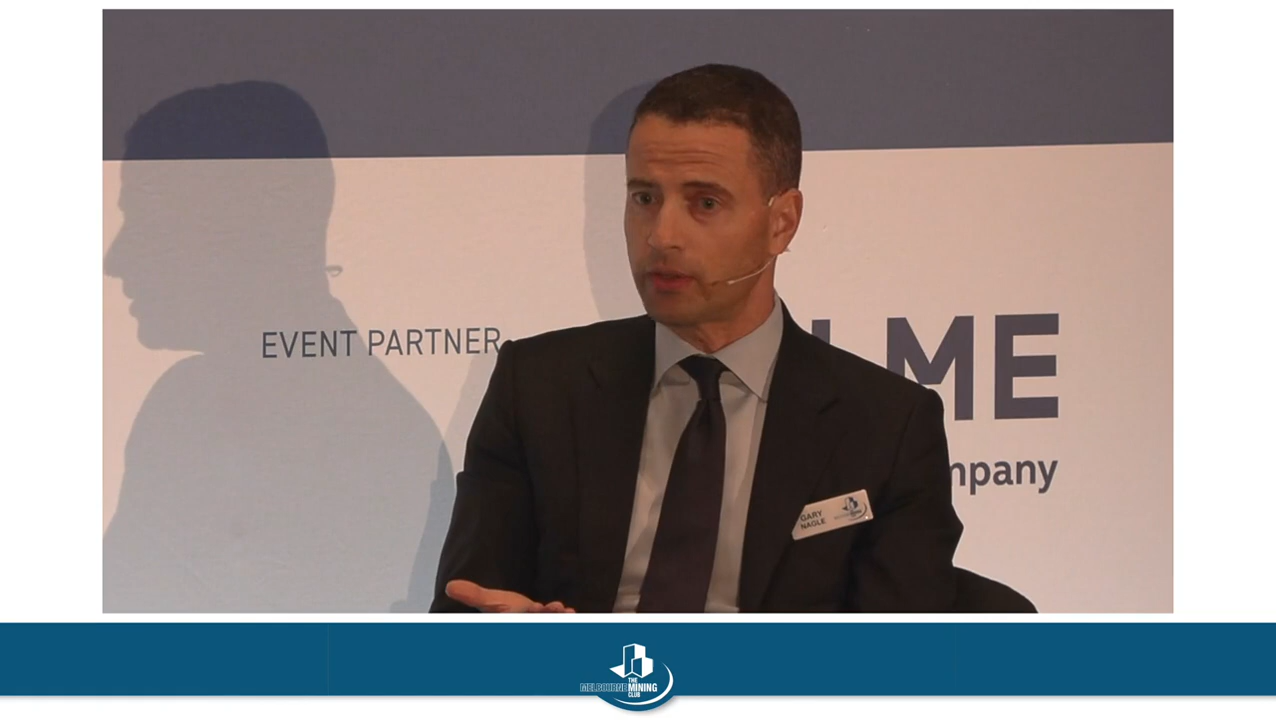 EVENT PARTNER
LME
mpany
GARY
NAGLE
THE
MELBOURNE MINING
CLUB